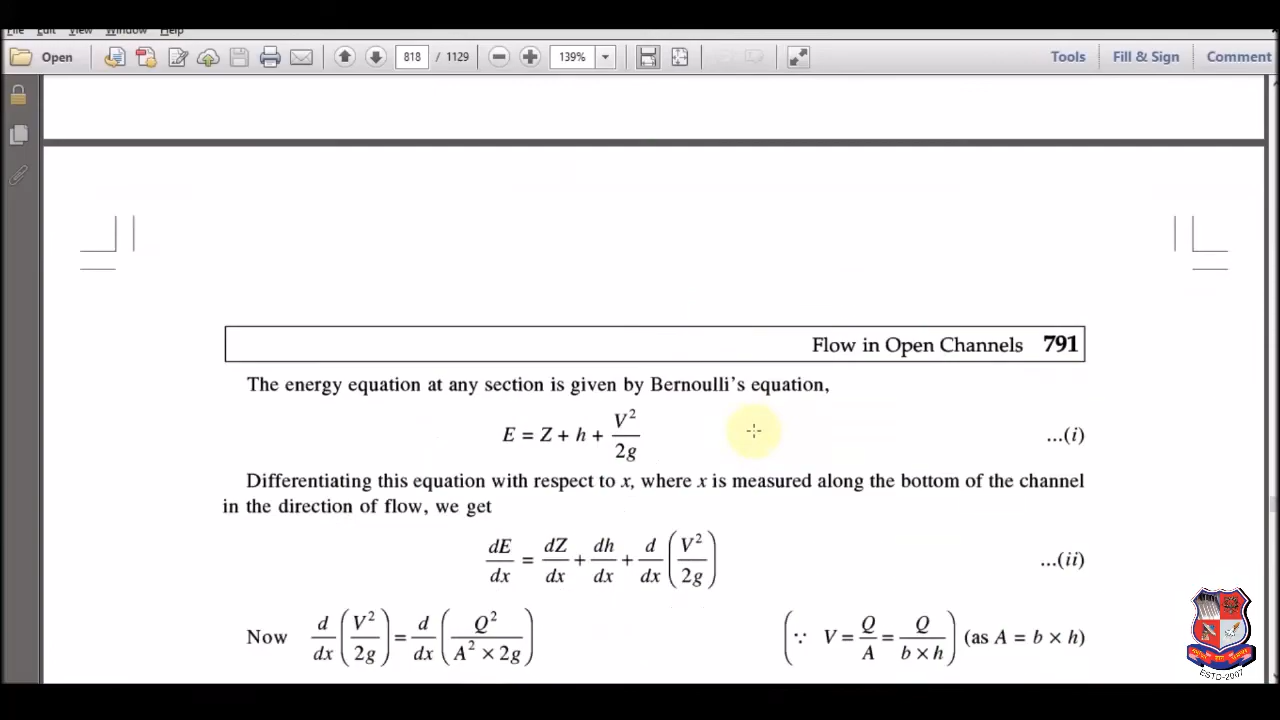 File Edit View Window Help
Open 818 / 1129 139% Tools Fill & Sign Comment
Flow in Open Channels 791
The energy equation at any section is given by Bernoulli's equation,
E = Z + h + V²/2g ...(i)
Differentiating this equation with respect to x, where x is measured along the bottom of the channel
in the direction of flow, we get
dE/dx = dZ/dx + dh/dx + d/dx (V²/2g) ...(ii)
Now d/dx (V²/2g) = d/dx (Q²/A² × 2g) (∵ V = Q/A = Q/b × h) (as A = b × h)
ESTD-2007